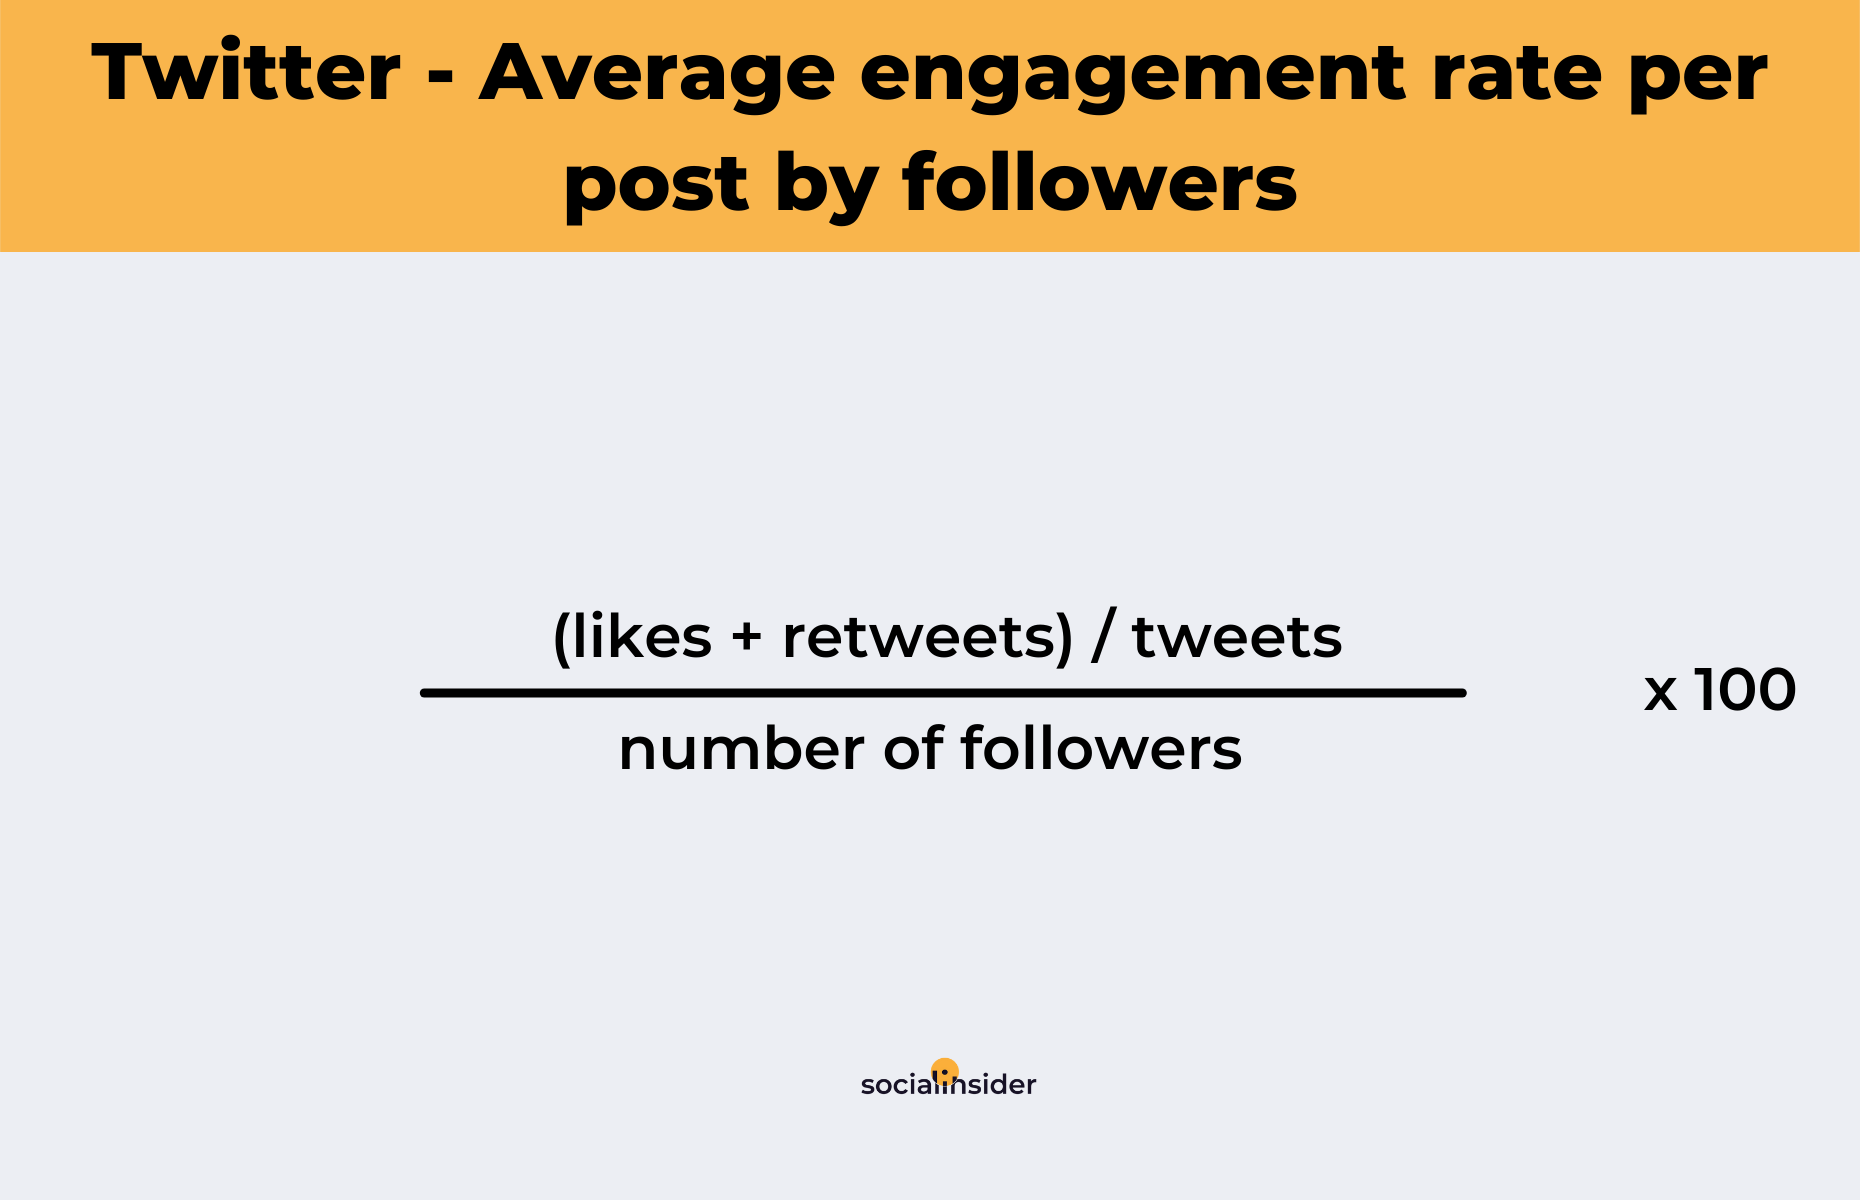 Twitter - Average engagement rate per
post by followers
(likes + retweets) / tweets
number of followers
x 100
socialinsider